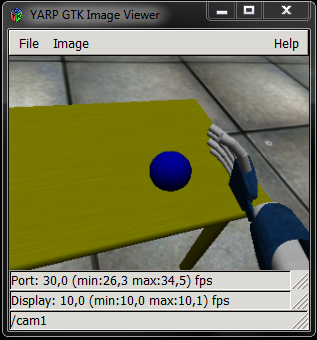 YARP GTK Image Viewer
File Image Help
Port: 30,0 (min:26,3 max:34,5) fps
Display: 10,0 (min:10,0 max:10,1) fps
/cam1